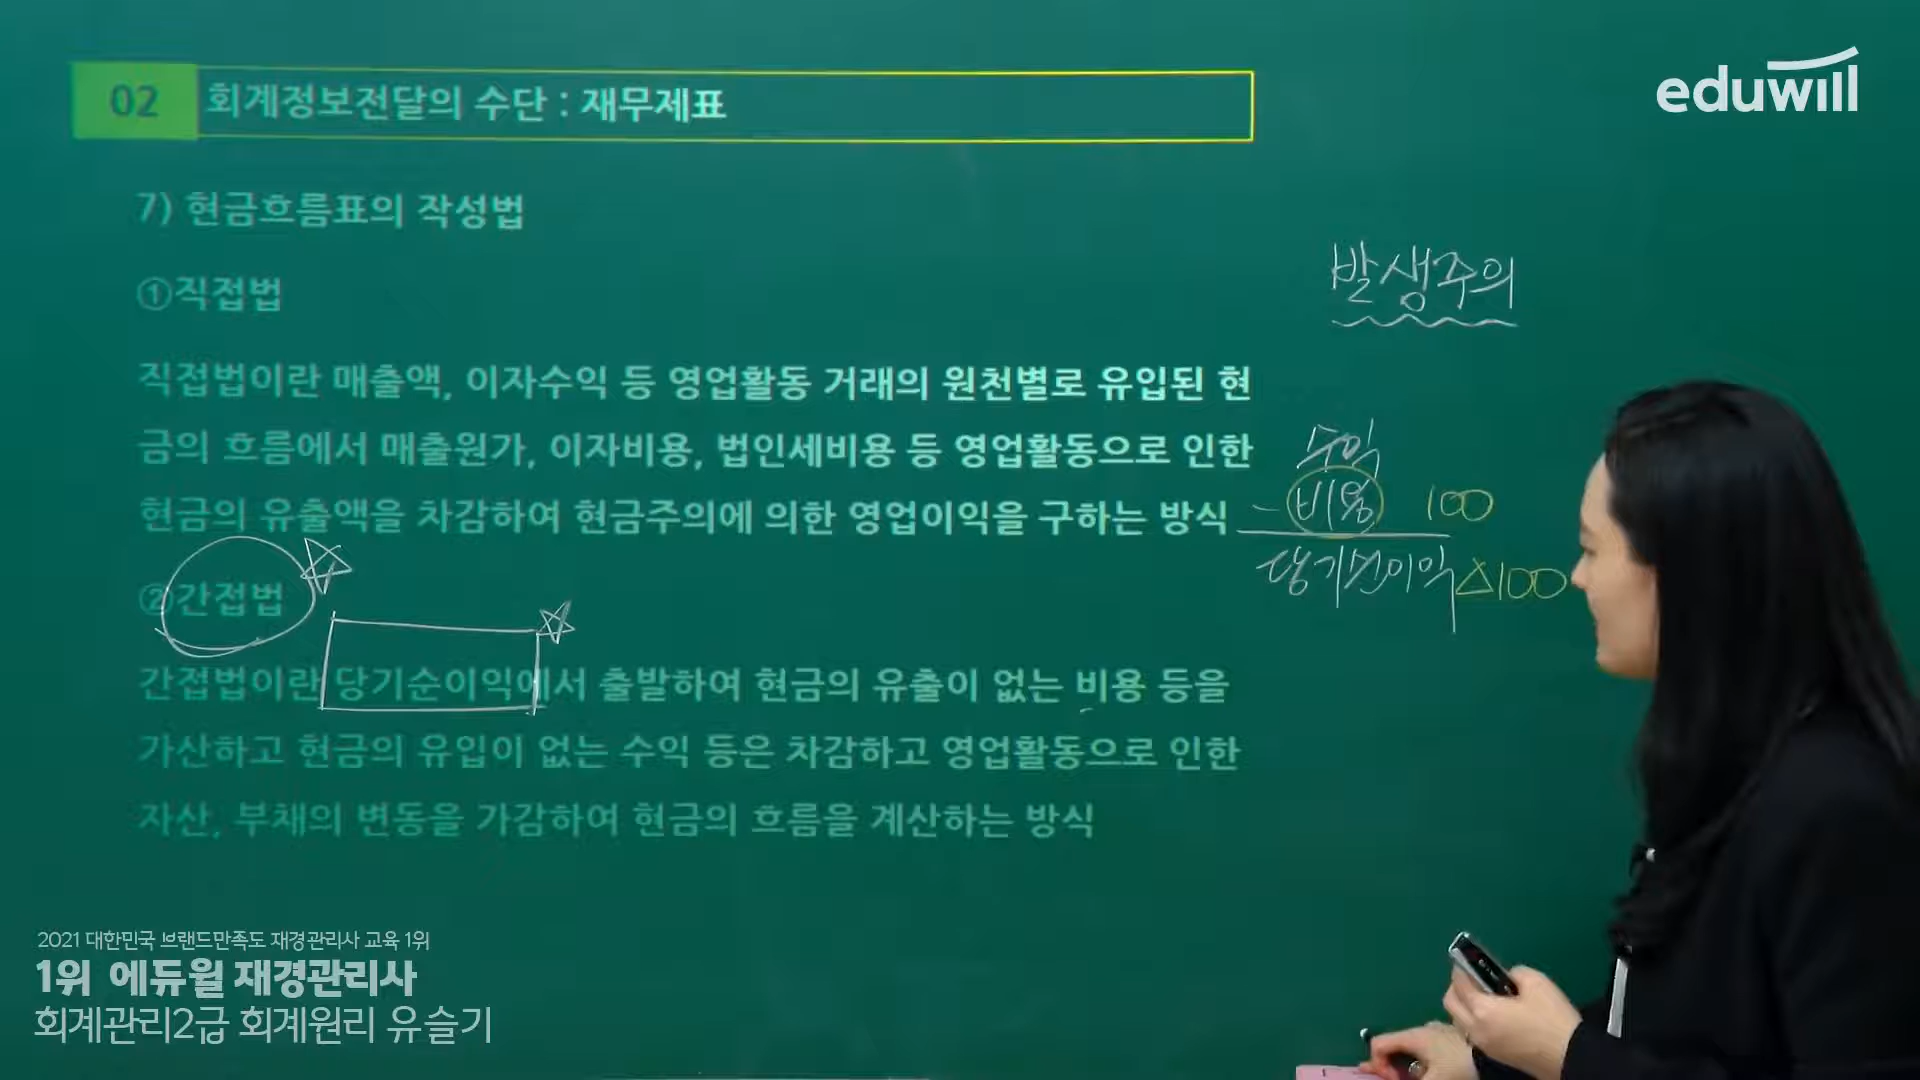 eduwill
02 회계정보전달의 수단 : 재무제표
7) 현금흐름표의 작성법
①직접법
직접법이란 매출액, 이자수익 등 영업활동 거래의 원천별로 유입된 현
금의 흐름에서 매출원가, 이자비용, 법인세비용 등 영업활동으로 인한
현금의 유출액을 차감하여 현금주의에 의한 영업이익을 구하는 방식
②간접법
간접법이란 당기순이익에서 출발하여 현금의 유출이 없는 비용 등을
가산하고 현금의 유입이 없는 수익 등은 차감하고 영업활동으로 인한
자산, 부채의 변동을 가감하여 현금의 흐름을 계산하는 방식
발생주의
수익
- 비용 100
당기순이익 △100
2021 대한민국 브랜드만족도 재경관리사 교육 1위
1위 에듀윌 재경관리사
회계관리2급 회계원리 유슬기